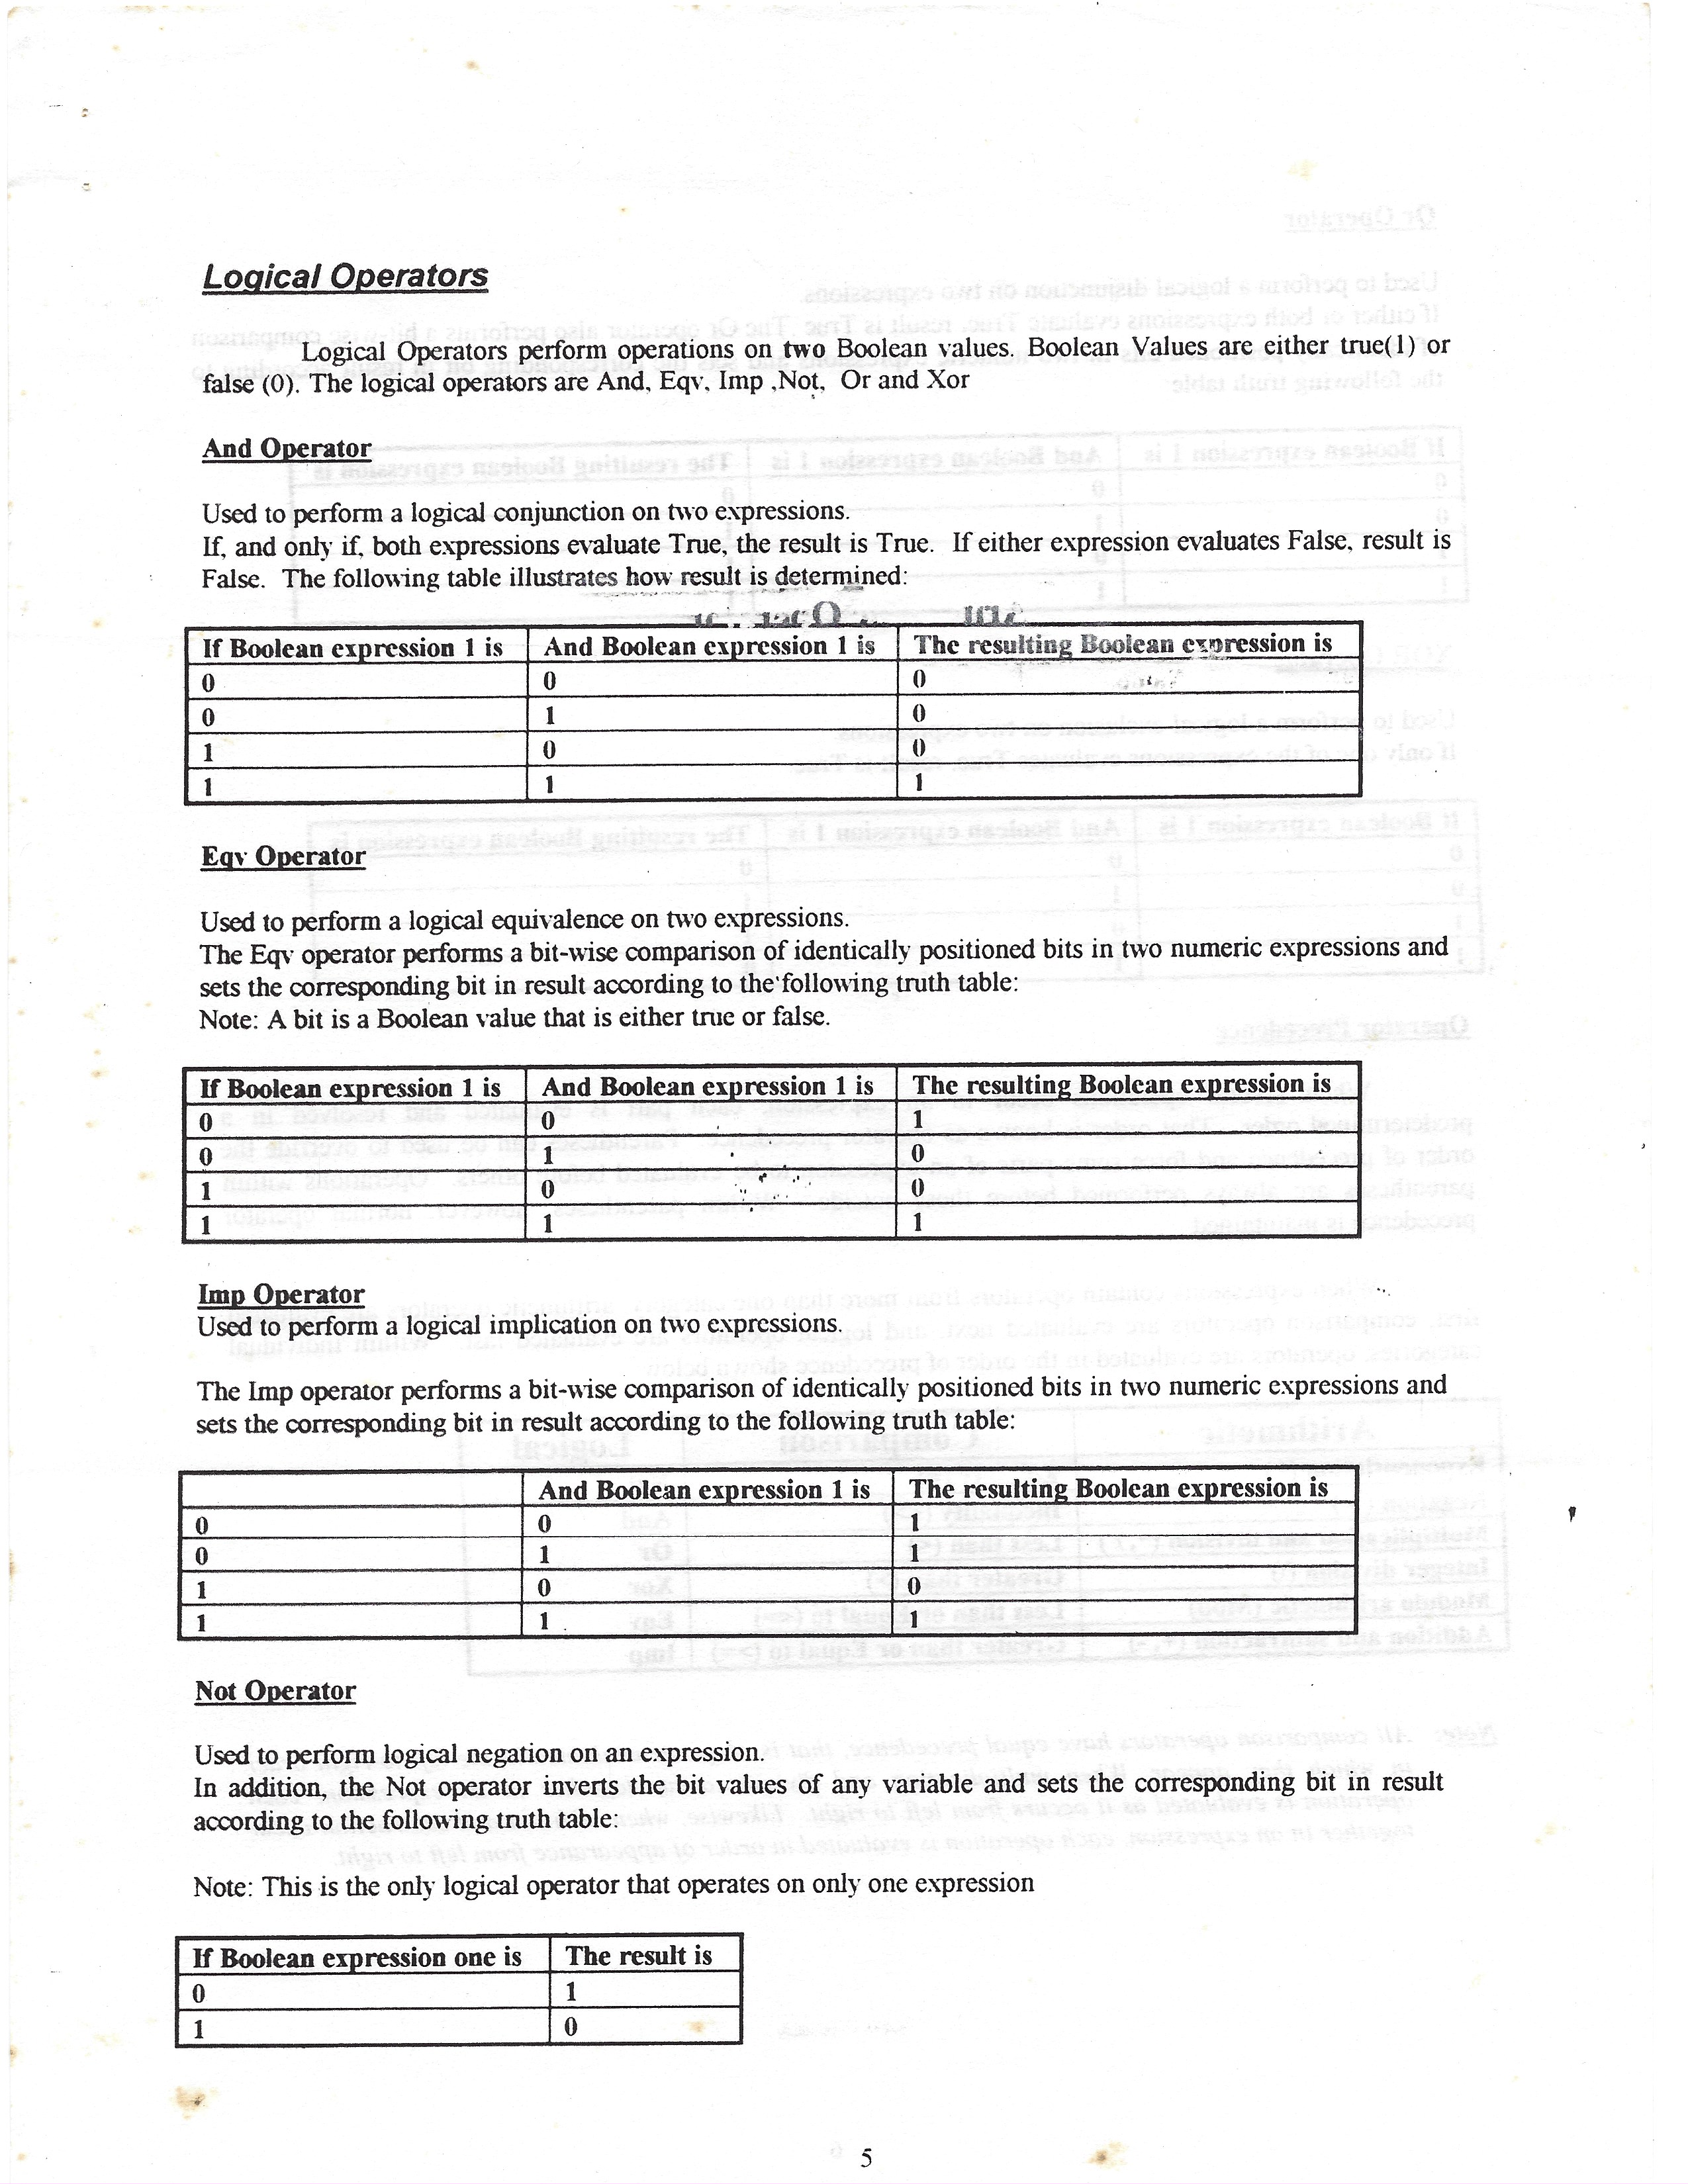 Logical Operators
Logical Operators perform operations on two Boolean values. Boolean Values are either true(1) or
false (0). The logical operators are And, Eqv, Imp ,Not, Or and Xor
And Operator
Used to perform a logical conjunction on two expressions.
If, and only if, both expressions evaluate True, the result is True. If either expression evaluates False, result is
False. The following table illustrates how result is determined:
If Boolean expression 1 is And Boolean expression 1 is The resulting Boolean expression is
0 0 0
0 1 0
1 0 0
1 1 1
Eqv Operator
Used to perform a logical equivalence on two expressions.
The Eqv operator performs a bit-wise comparison of identically positioned bits in two numeric expressions and
sets the corresponding bit in result according to the following truth table:
Note: A bit is a Boolean value that is either true or false.
If Boolean expression 1 is And Boolean expression 1 is The resulting Boolean expression is
0 0 1
0 1 0
1 0 0
1 1 1
Imp Operator
Used to perform a logical implication on two expressions.
The Imp operator performs a bit-wise comparison of identically positioned bits in two numeric expressions and
sets the corresponding bit in result according to the following truth table:
And Boolean expression 1 is The resulting Boolean expression is
0 0 1
0 1 1
1 0 0
1 1 1
Not Operator
Used to perform logical negation on an expression.
In addition, the Not operator inverts the bit values of any variable and sets the corresponding bit in result
according to the following truth table:
Note: This is the only logical operator that operates on only one expression
If Boolean expression one is The result is
0 1
1 0
5